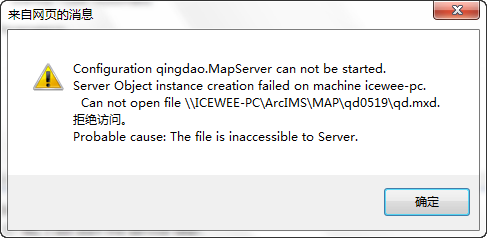 来自网页的消息
Configuration qingdao.MapServer can not be started.
Server Object instance creation failed on machine icewee-pc.
Can not open file \\ICEWEE-PC\ArcIMS\MAP\qd0519\qd.mxd.
拒绝访问。
Probable cause: The file is inaccessible to Server.
确定